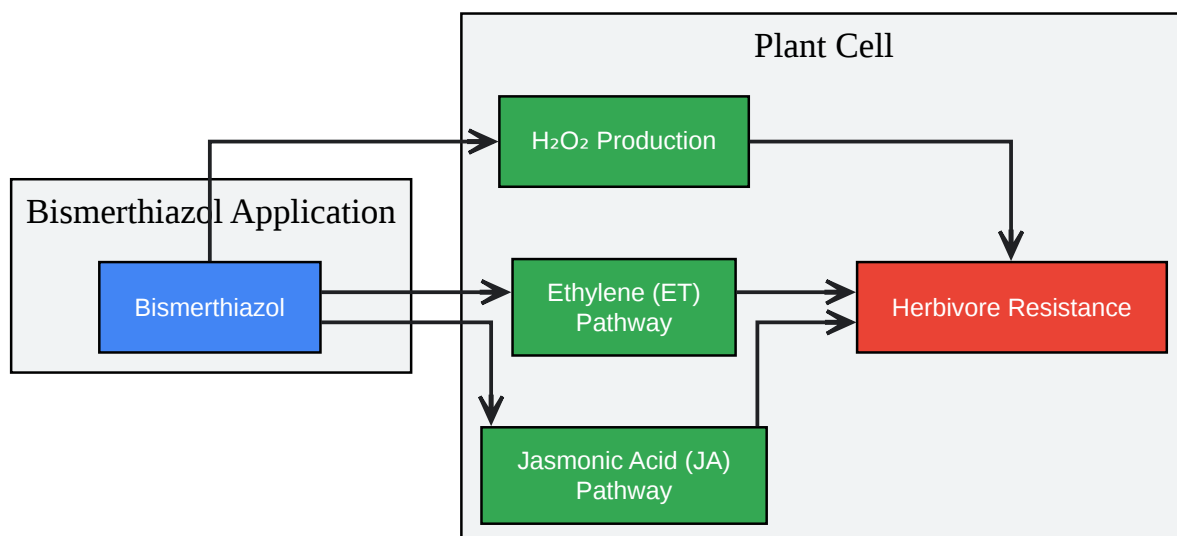 Plant Cell
H₂O₂ Production
Bismerthiazol Application
Bismerthiazol
Ethylene (ET)
Pathway
Herbivore Resistance
Jasmonic Acid (JA)
Pathway